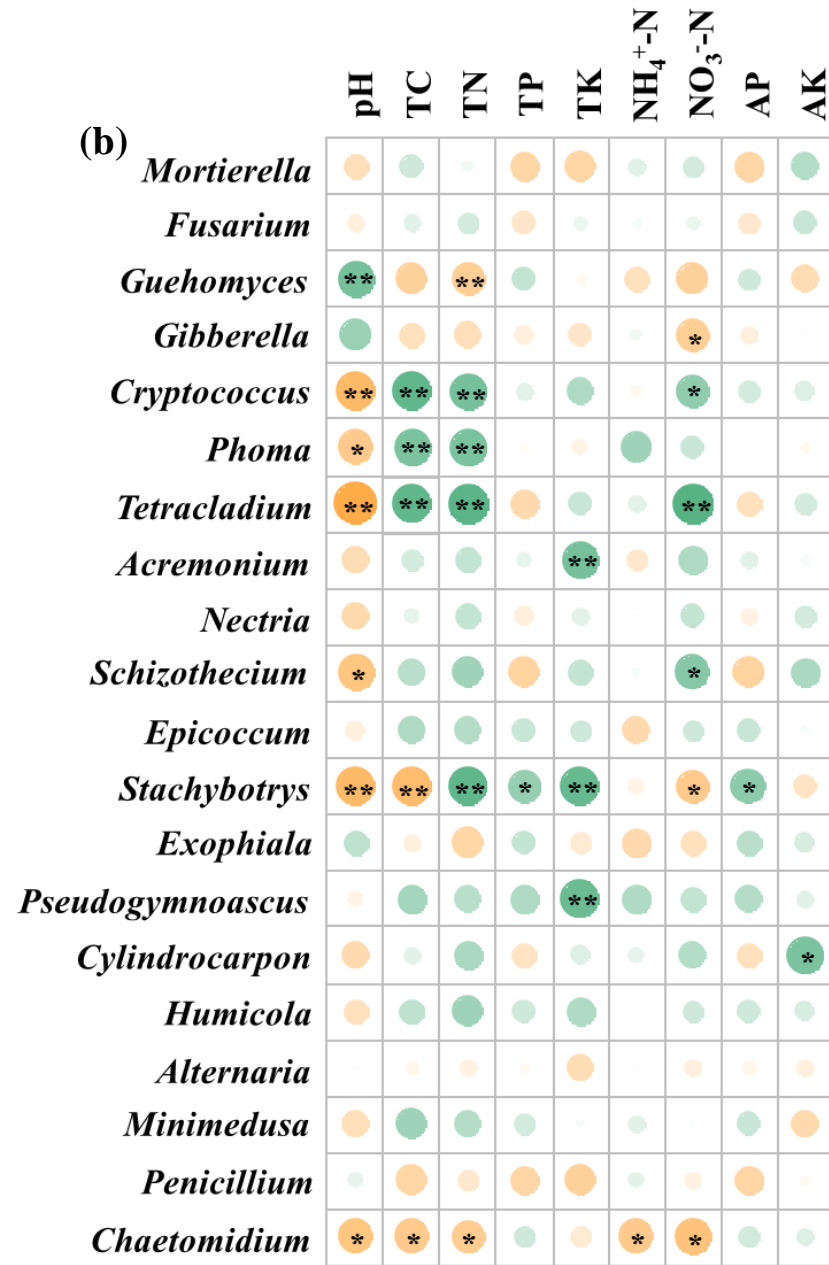 pH TC TN TP TK NH₄⁺-N NO₃⁻-N AP AK
(b)
Mortierella
Fusarium
Guehomyces ** **
Gibberella *
Cryptococcus ** ** ** *
Phoma * ** **
Tetracladium ** ** ** **
Acremonium **
Nectria
Schizothecium * *
Epicoccum
Stachybotrys ** ** ** * ** * *
Exophiala
Pseudogymnoascus **
Cylindrocarpon *
Humicola
Alternaria
Minimedusa
Penicillium
Chaetomidium * * * * *